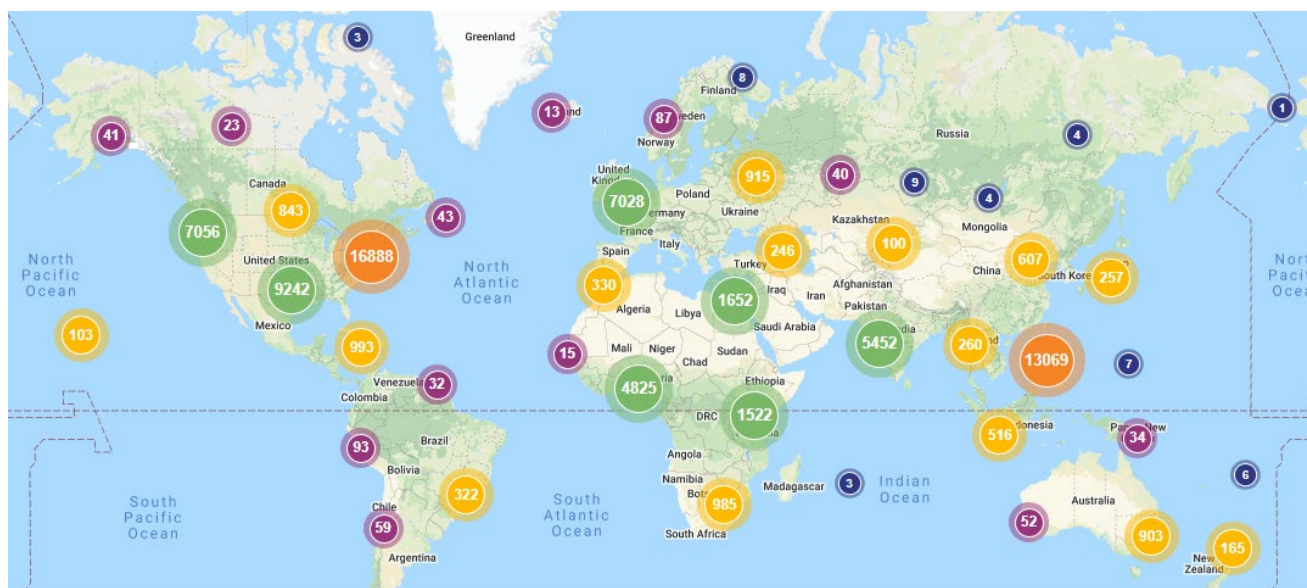 3
Greenland
8
Finland
13
87
Sweden
Norway
1
41
23
Russia
4
Canada
United
Kingdom
7028
Poland
Germany
Ukraine
915
40
9
4
843
43
Kazakhstan
Mongolia
7056
France
Italy
16888
United States
Spain
246
Turkey
100
607
China
South Korea
257
North
Pacific
Ocean
North
Atlantic
Ocean
North
Pacific
9242
330
Algeria
Libya
1652
Iraq
Iran
Afghanistan
Pakistan
Saudi Arabia
Mexico
103
993
15
Mali
Niger
Chad
Sudan
5452
260
13069
7
Venezuela
32
Colombia
4825
Ethiopia
DRC
1522
516
34
93
Brazil
Bolivia
Angola
Namibia
Madagascar
3
Indian
Ocean
6
South
Pacific
Ocean
322
Chile
59
South
Atlantic
Ocean
985
South Africa
Argentina
Australia
52
903
165
New
Zealand